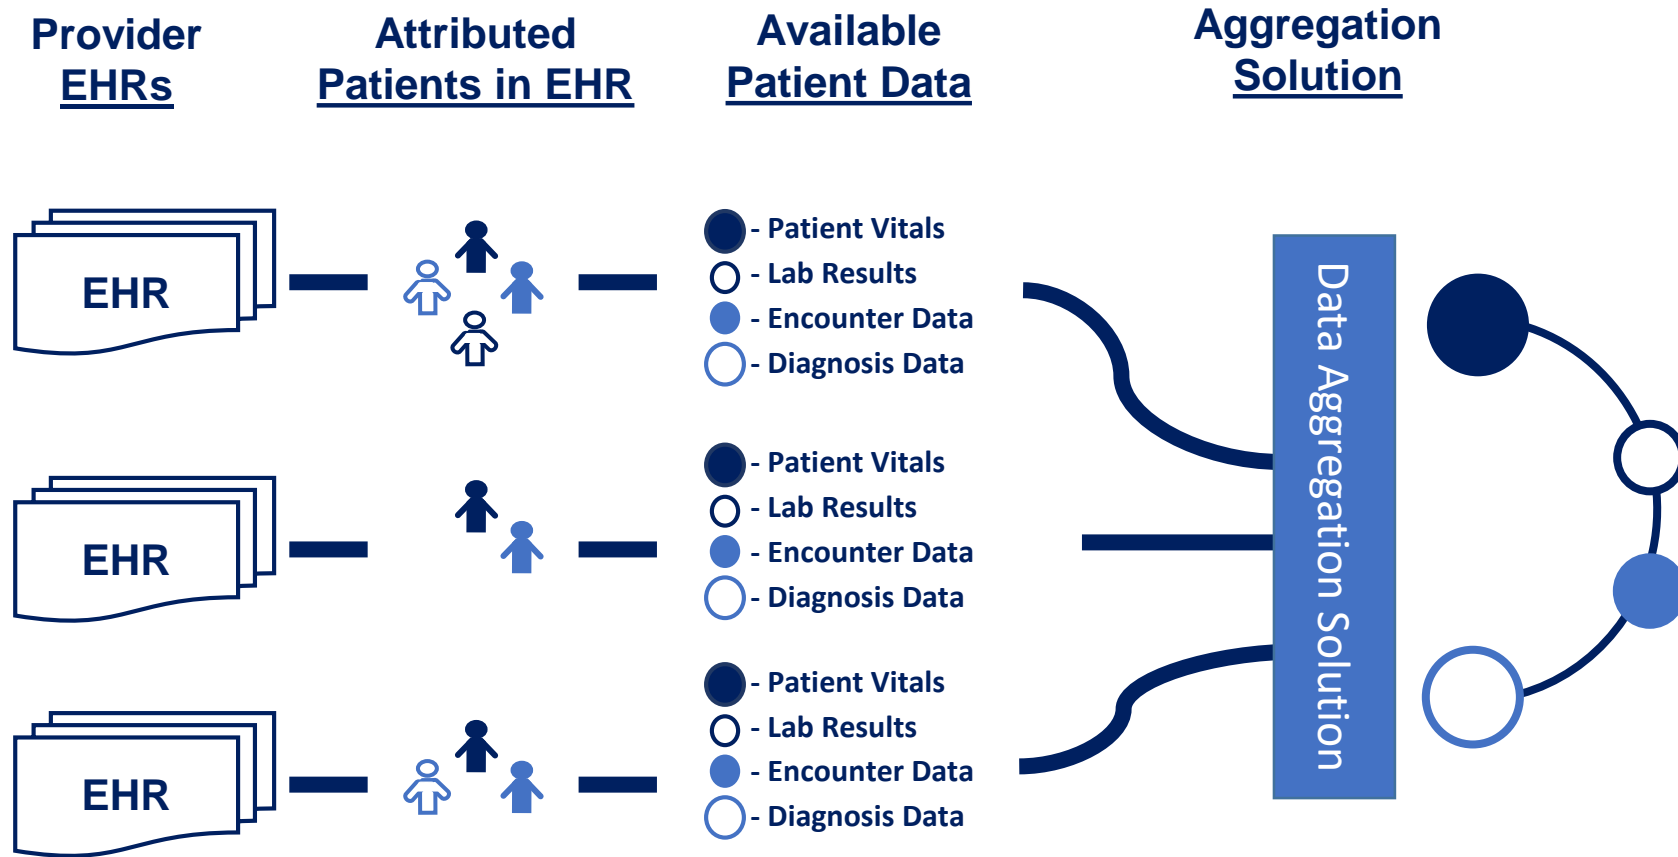 Provider
EHRs
Attributed
Patients in EHR
Available
Patient Data
Aggregation
Solution
EHR
- Patient Vitals
- Lab Results
- Encounter Data
- Diagnosis Data
EHR
- Patient Vitals
- Lab Results
- Encounter Data
- Diagnosis Data
EHR
- Patient Vitals
- Lab Results
- Encounter Data
- Diagnosis Data
Data Aggregation Solution